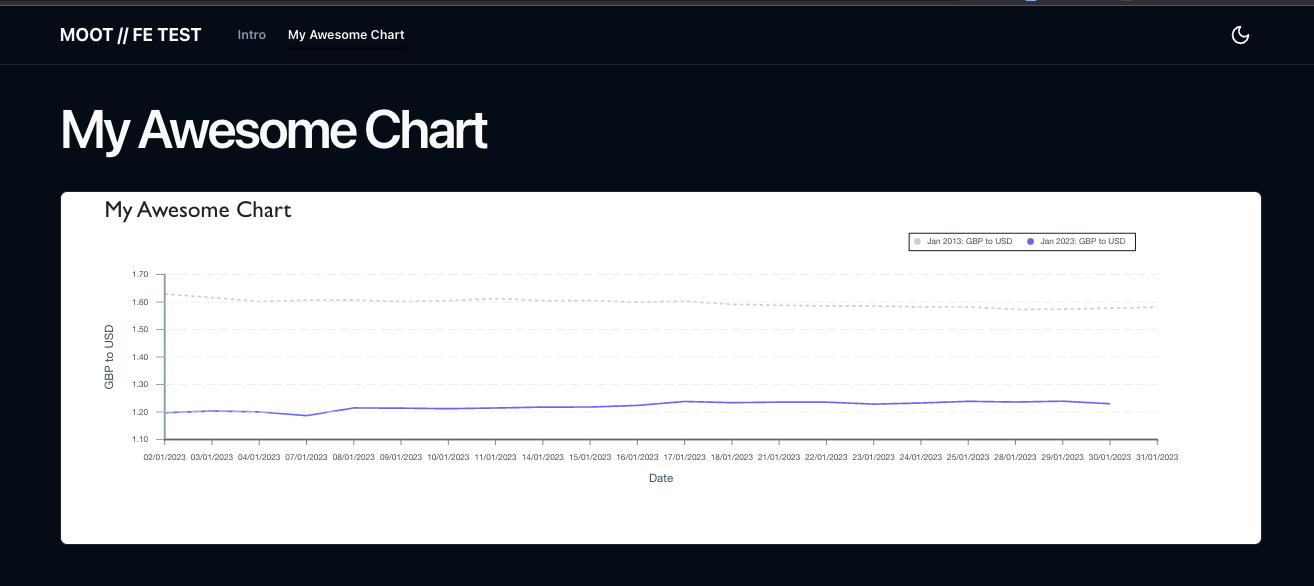 MOOT // FE TEST
Intro
My Awesome Chart
My Awesome Chart
My Awesome Chart
Jan 2013: GBP to USD
Jan 2023: GBP to USD
GBP to USD
1.70
1.60
1.50
1.40
1.30
1.20
1.10
02/01/2023 03/01/2023 04/01/2023 07/01/2023 08/01/2023 09/01/2023 10/01/2023 11/01/2023 14/01/2023 15/01/2023 16/01/2023 17/01/2023 18/01/2023 21/01/2023 22/01/2023 23/01/2023 24/01/2023 25/01/2023 28/01/2023 29/01/2023 30/01/2023 31/01/2023
Date